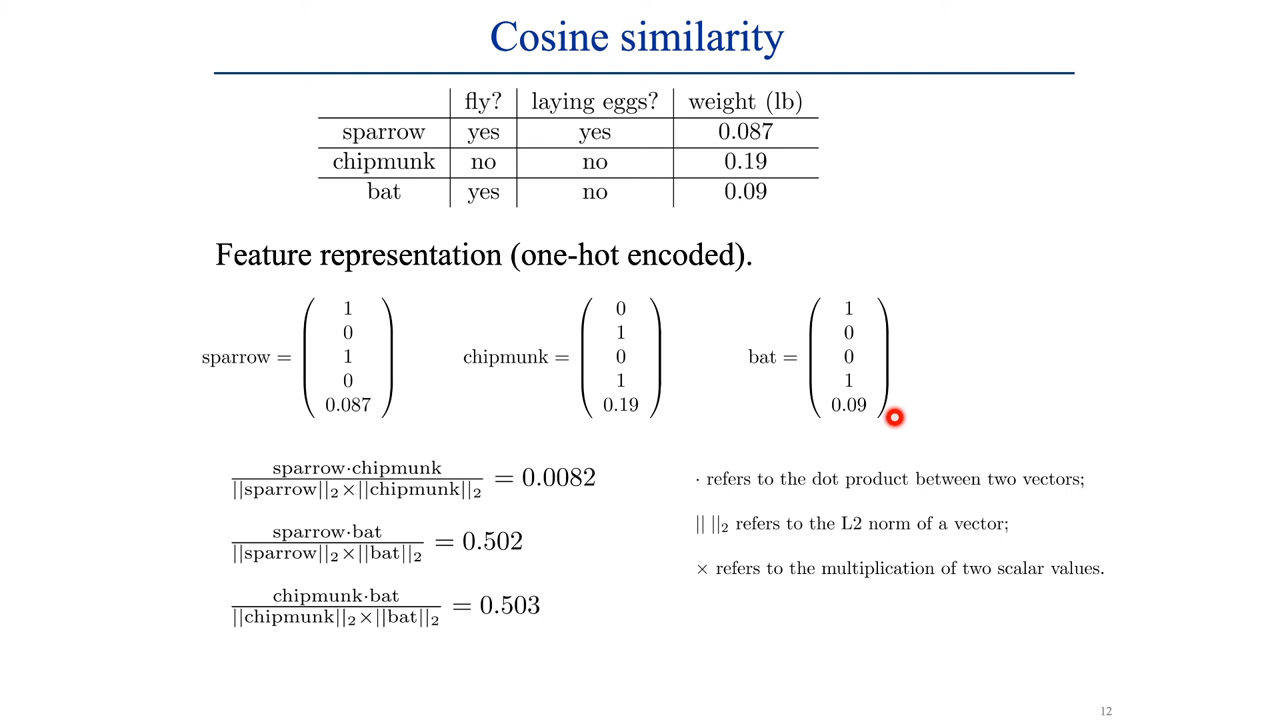 Cosine similarity
fly? laying eggs? weight (lb)
sparrow yes yes 0.087
chipmunk no no 0.19
bat yes no 0.09
Feature representation (one-hot encoded).
sparrow = ( 1 0 1 0 0.087 )
chipmunk = ( 0 1 0 1 0.19 )
bat = ( 1 0 0 1 0.09 )
sparrow·chipmunk
||sparrow||₂×||chipmunk||₂ = 0.0082
sparrow·bat
||sparrow||₂×||bat||₂ = 0.502
chipmunk·bat
||chipmunk||₂×||bat||₂ = 0.503
· refers to the dot product between two vectors;
|| ||₂ refers to the L2 norm of a vector;
× refers to the multiplication of two scalar values.
12